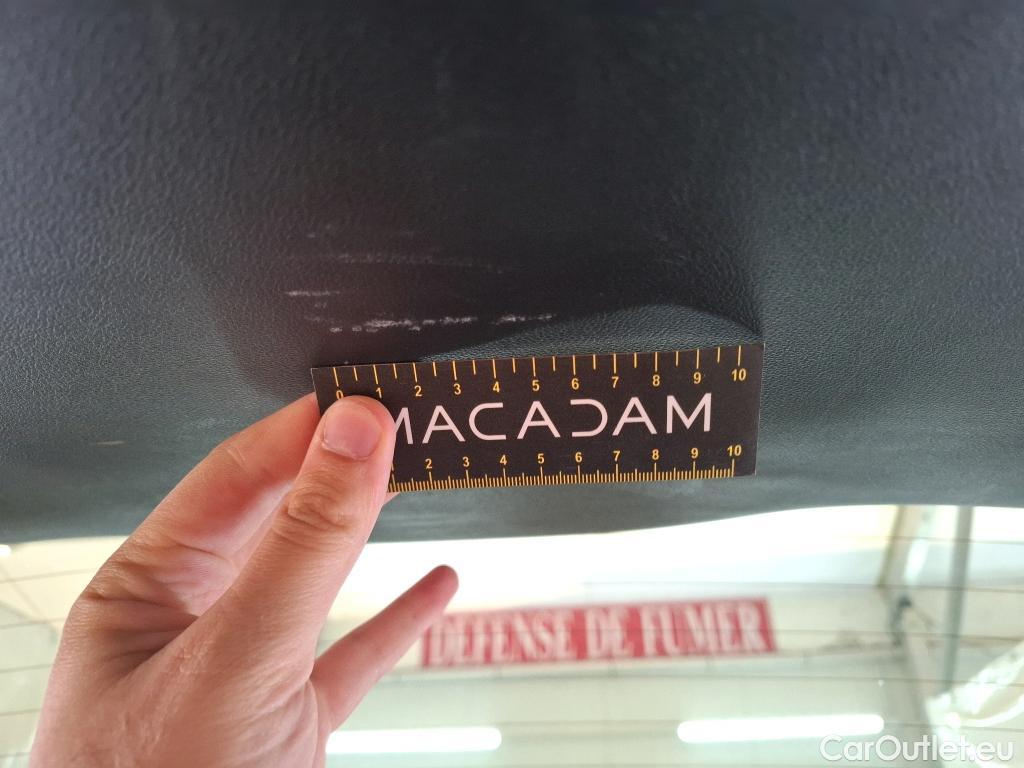 0 1 2 3 4 5 6 7 8 9 10
MACADAM
2 3 4 5 6 7 8 9 10
DEFENSE DE FUMER
CarOutlet.eu